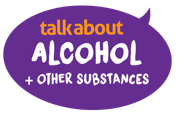 talkabout
ALCOHOL
+ OTHER SUBSTANCES